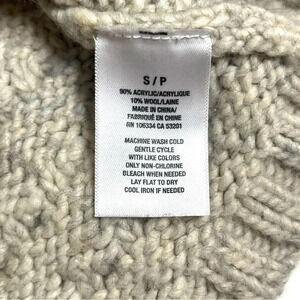 S / P
90% ACRYLIC/ACRYLIQUE
10% WOOL/LAINE
MADE IN CHINA/
FABRIQUÉ EN CHINE
RN 106334 CA 53201
MACHINE WASH COLD
GENTLE CYCLE
WITH LIKE COLORS
ONLY NON-CHLORINE
BLEACH WHEN NEEDED
LAY FLAT TO DRY
COOL IRON IF NEEDED